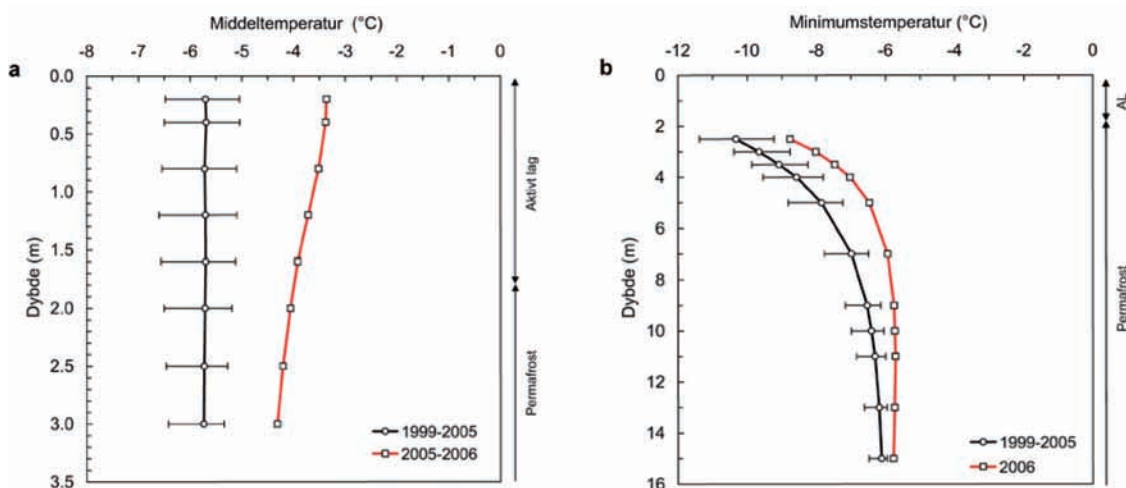 Middeltemperatur (°C)
-8 -7 -6 -5 -4 -3 -2 -1 0
a
0.0
0.5
1.0
1.5
2.0
2.5
3.0
3.5
Dybde (m)
Aktivt lag
Permafrost
1999-2005
2005-2006
Minimumstemperatur (°C)
-12 -10 -8 -6 -4 -2 0
b
0
2
4
6
8
10
12
14
16
Dybde (m)
AL
Permafrost
1999-2005
2006